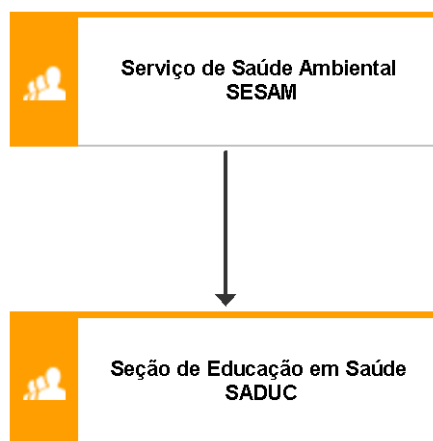 Serviço de Saúde Ambiental
SESAM
Seção de Educação em Saúde
SADUC